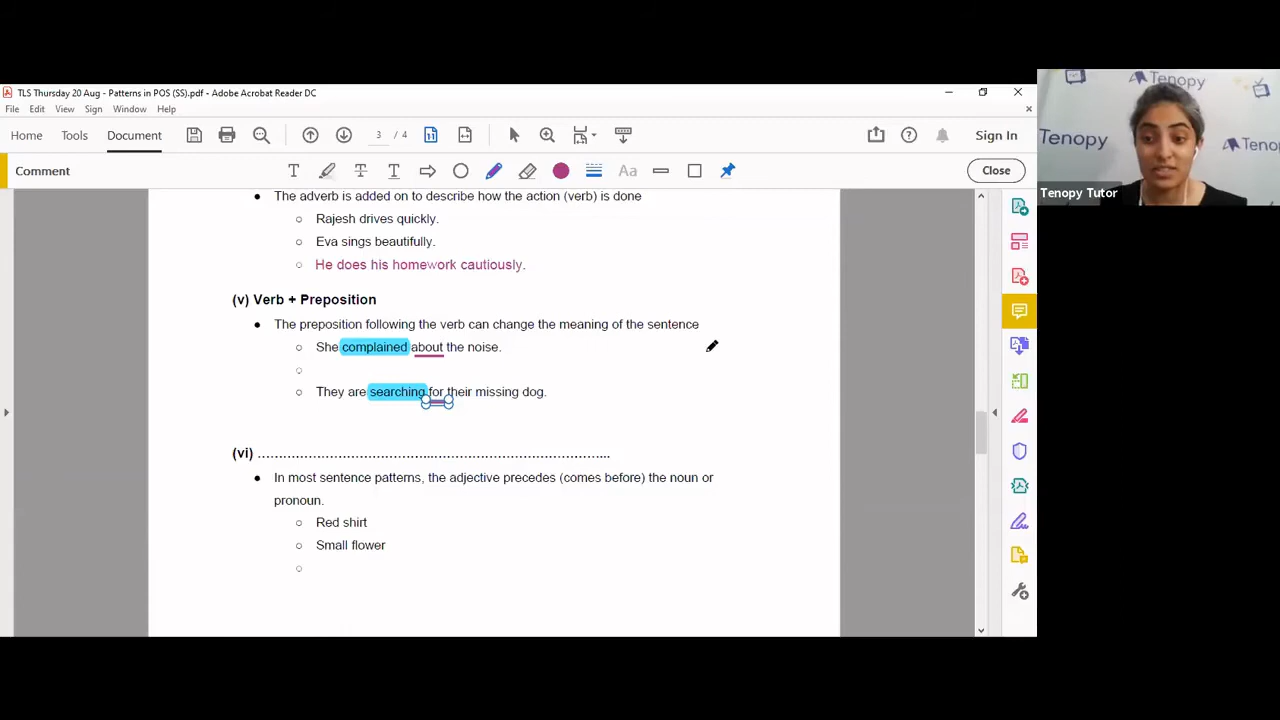 TLS Thursday 20 Aug - Patterns in POS (SS).pdf - Adobe Acrobat Reader DC
File Edit View Sign Window Help
Home Tools Document 3 / 4 Sign In
Comment T T T Aa Close
• The adverb is added on to describe how the action (verb) is done
○ Rajesh drives quickly.
○ Eva sings beautifully.
○ He does his homework cautiously.
(v) Verb + Preposition
• The preposition following the verb can change the meaning of the sentence
○ She complained about the noise.
○
○ They are searching for their missing dog.
(vi) ……………………………………...…………………………………...
• In most sentence patterns, the adjective precedes (comes before) the noun or
pronoun.
○ Red shirt
○ Small flower
○
Tenopy
Tenopy
Tenopy
Tenopy Tutor